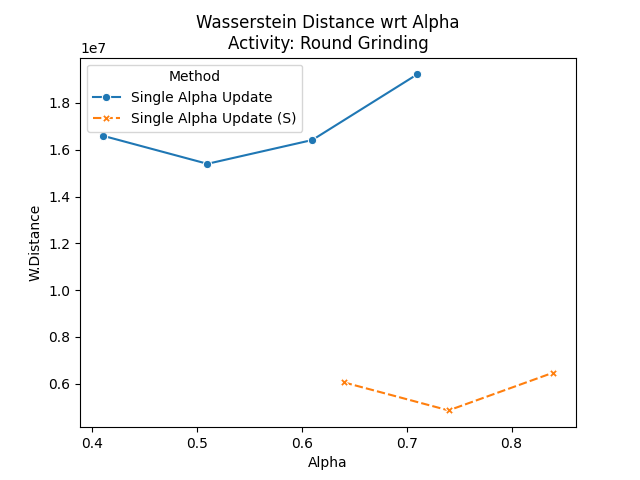 Wasserstein Distance wrt Alpha
Activity: Round Grinding
1e7
Method
Single Alpha Update
Single Alpha Update (S)
1.8
1.6
1.4
1.2
1.0
0.8
0.6
W.Distance
0.4 0.5 0.6 0.7 0.8
Alpha